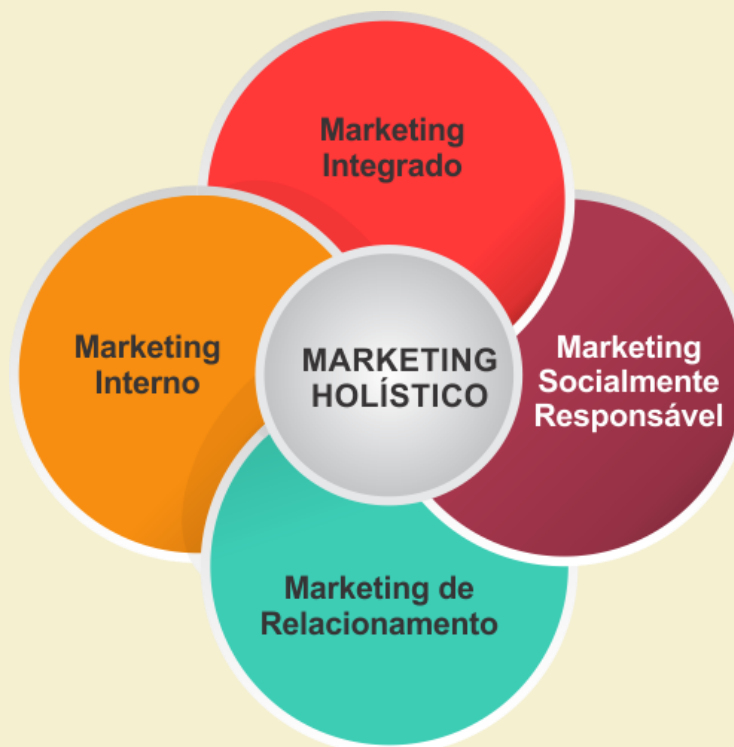 Marketing
Integrado
Marketing
Interno
MARKETING
HOLÍSTICO
Marketing
Socialmente
Responsável
Marketing de
Relacionamento